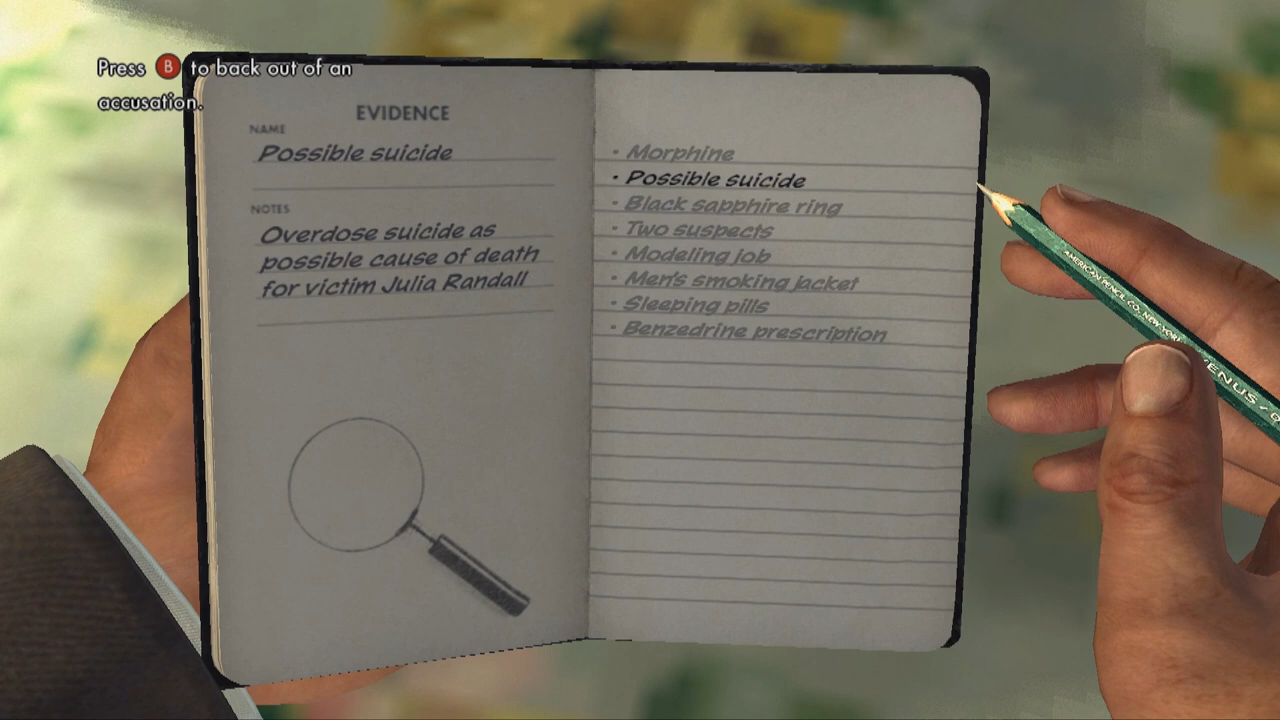 Press B to back out of an
accusation.
EVIDENCE
NAME
Possible suicide
NOTES
Overdose suicide as
possible cause of death
for victim Julia Randall
• Morphine
• Possible suicide
• Black sapphire ring
• Two suspects
• Modeling job
• Men's smoking jacket
• Sleeping pills
• Benzedrine prescription
AMERICAN PENCIL CO. NEW YORK
VENUS